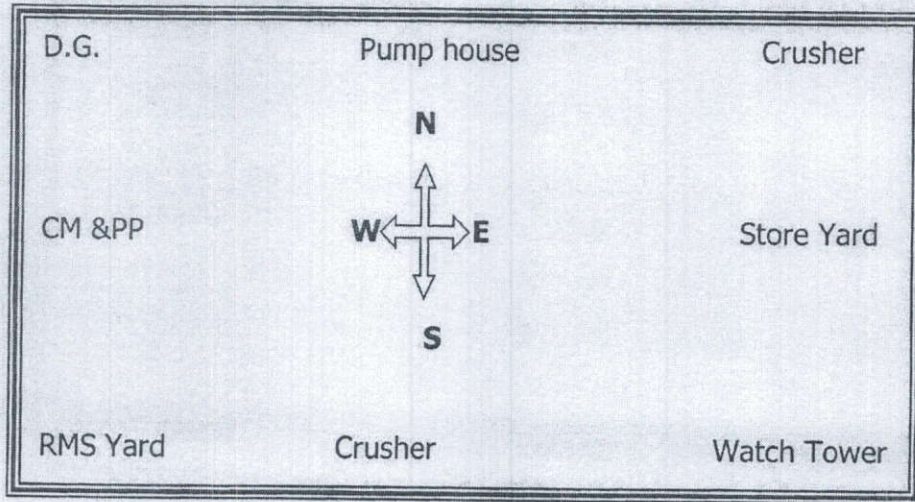 D.G. Pump house Crusher
N
CM &PP W E Store Yard
S
RMS Yard Crusher Watch Tower